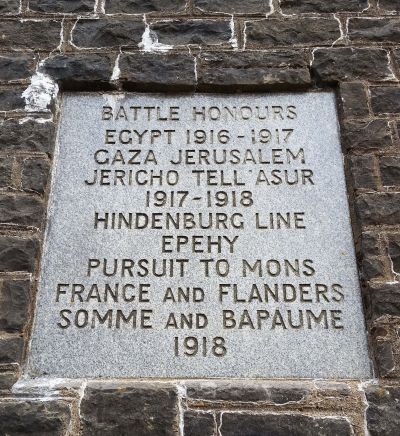 BATTLE HONOURS
EGYPT 1916-1917
GAZA JERUSALEM
JERICHO TELL'ASUR
1917-1918
HINDENBURG LINE
EPEHY
PURSUIT TO MONS
FRANCE AND FLANDERS
SOMME AND BAPAUME
1918